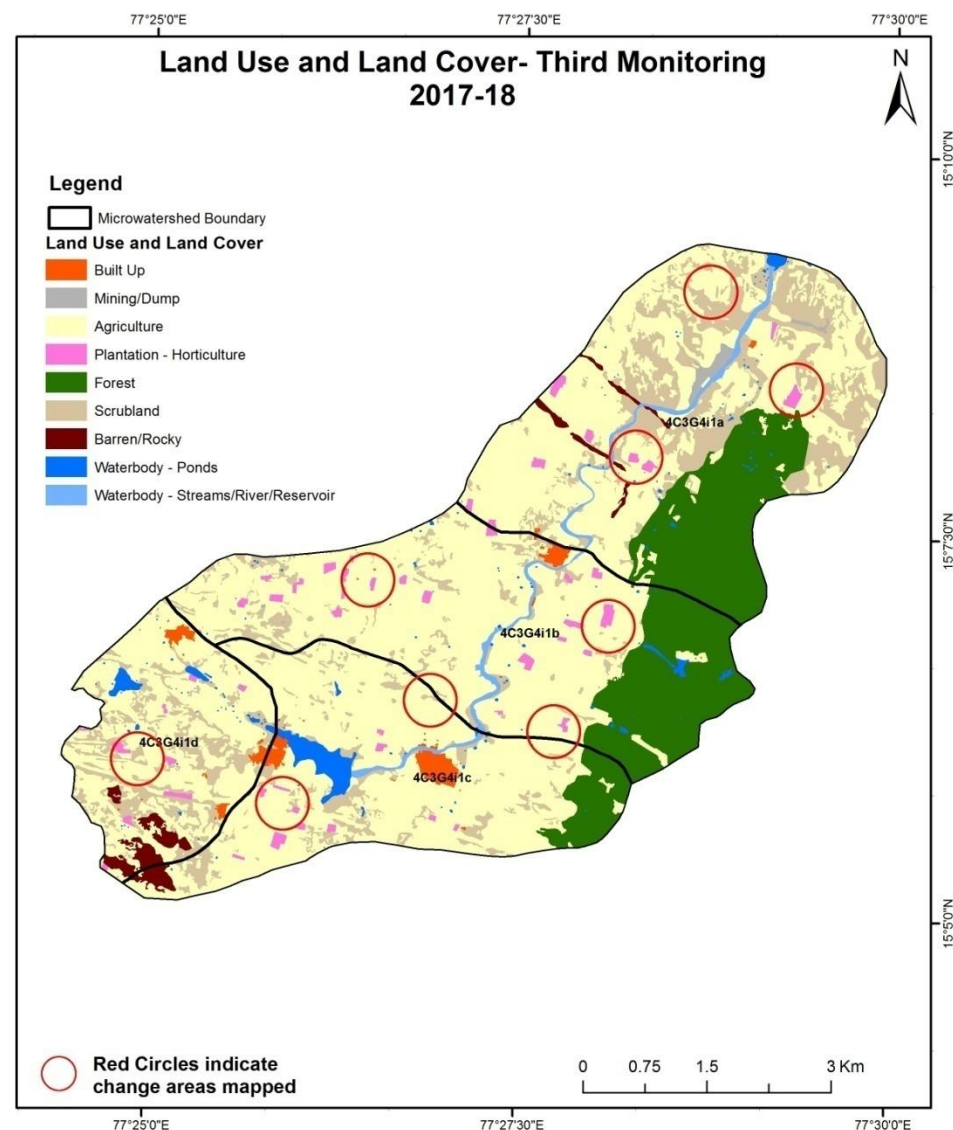 77°25'0"E
77°27'30"E
77°30'0"E
Land Use and Land Cover- Third Monitoring
2017-18
N
15°10'0"N
Legend
Microwatershed Boundary
Land Use and Land Cover
Built Up
Mining/Dump
Agriculture
Plantation - Horticulture
Forest
Scrubland
Barren/Rocky
Waterbody - Ponds
Waterbody - Streams/River/Reservoir
4C3G4i1a
15°7'30"N
4C3G4i1b
4C3G4i1d
4C3G4i1c
15°5'0"N
Red Circles indicate
change areas mapped
0 0.75 1.5 3 Km
77°25'0"E
77°27'30"E
77°30'0"E